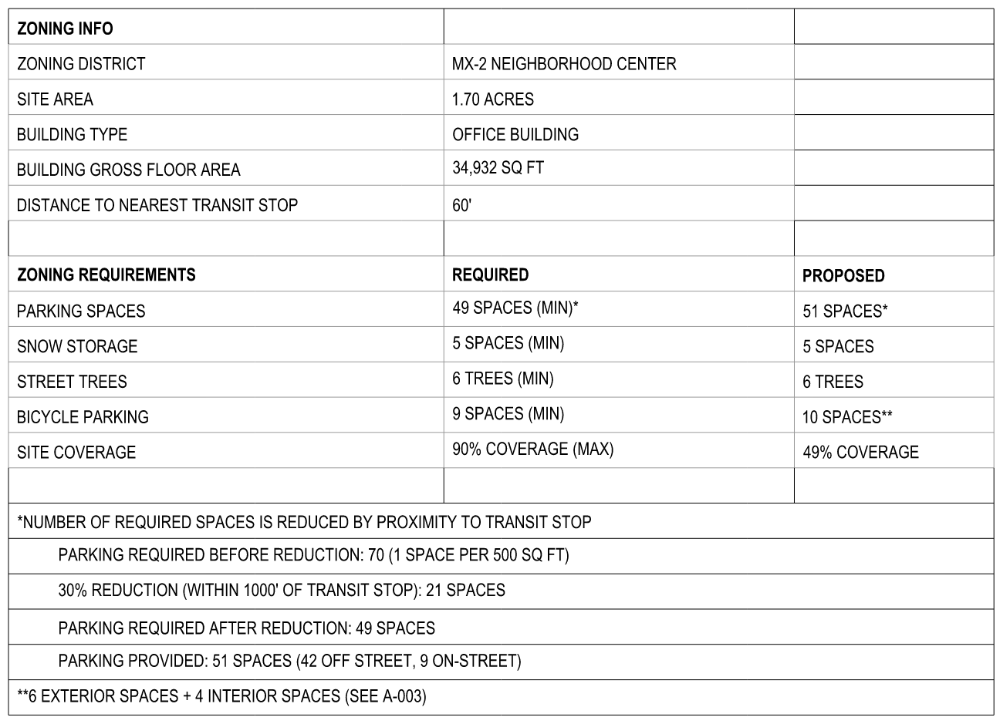 ZONING INFO
ZONING DISTRICT MX-2 NEIGHBORHOOD CENTER
SITE AREA 1.70 ACRES
BUILDING TYPE OFFICE BUILDING
BUILDING GROSS FLOOR AREA 34,932 SQ FT
DISTANCE TO NEAREST TRANSIT STOP 60'
ZONING REQUIREMENTS REQUIRED PROPOSED
PARKING SPACES 49 SPACES (MIN)* 51 SPACES*
SNOW STORAGE 5 SPACES (MIN) 5 SPACES
STREET TREES 6 TREES (MIN) 6 TREES
BICYCLE PARKING 9 SPACES (MIN) 10 SPACES**
SITE COVERAGE 90% COVERAGE (MAX) 49% COVERAGE
*NUMBER OF REQUIRED SPACES IS REDUCED BY PROXIMITY TO TRANSIT STOP
PARKING REQUIRED BEFORE REDUCTION: 70 (1 SPACE PER 500 SQ FT)
30% REDUCTION (WITHIN 1000' OF TRANSIT STOP): 21 SPACES
PARKING REQUIRED AFTER REDUCTION: 49 SPACES
PARKING PROVIDED: 51 SPACES (42 OFF STREET, 9 ON-STREET)
**6 EXTERIOR SPACES + 4 INTERIOR SPACES (SEE A-003)